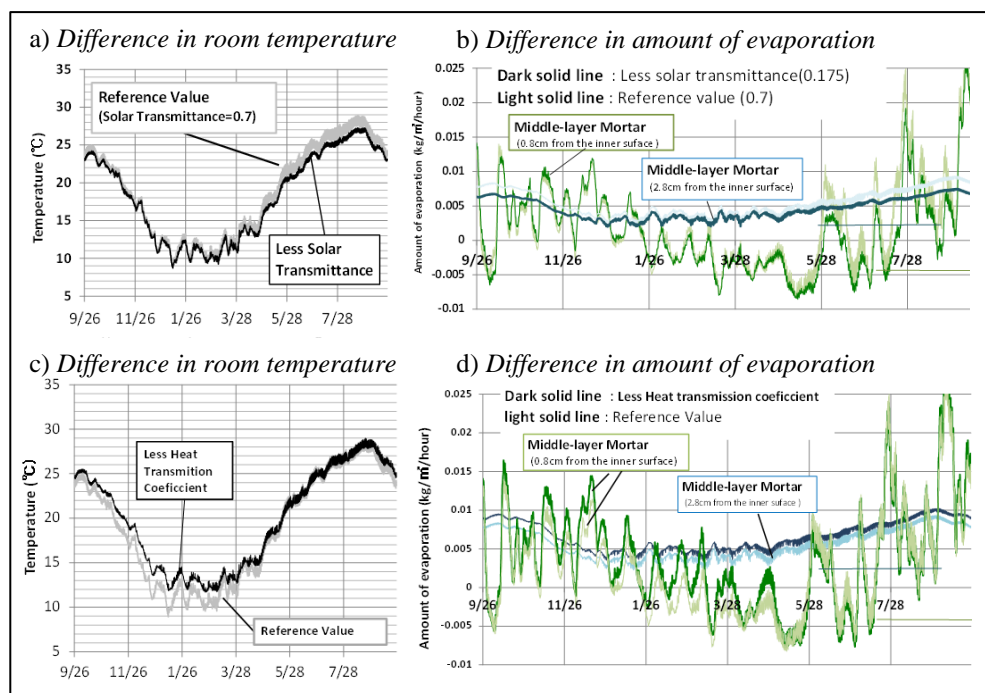 a) Difference in room temperature
35
30
25
20
15
10
5
Temperature (℃)
Reference Value
(Solar Transmittance=0.7)
Less Solar
Transmittance
9/26 11/26 1/26 3/28 5/28 7/28
b) Difference in amount of evaporation
0.025
0.02
0.015
0.01
0.005
0
-0.005
-0.01
Amount of evaporation (kg/㎡/hour)
Dark solid line : Less solar transmittance(0.175)
Light solid line : Reference value (0.7)
Middle-layer Mortar
(0.8cm from the inner suface )
Middle-layer Mortar
(2.8cm from the inner surface)
9/26 11/26 1/26 3/28 5/28 7/28
c) Difference in room temperature
35
30
25
20
15
10
5
Temperature (℃)
Less Heat
Transmition
Coeficcient
Reference Value
9/26 11/26 1/26 3/28 5/28 7/28
d) Difference in amount of evaporation
0.025
0.02
0.015
0.01
0.005
0
-0.005
-0.01
Amount of evaporation (kg/㎡/hour)
Dark solid line : Less Heat transmission coeficcient
light solid line : Reference Value
Middle-layer Mortar
(0.8cm from the inner surface)
Middle-layer Mortar
(2.8cm from the inner suface )
9/26 11/26 1/26 3/28 5/28 7/28